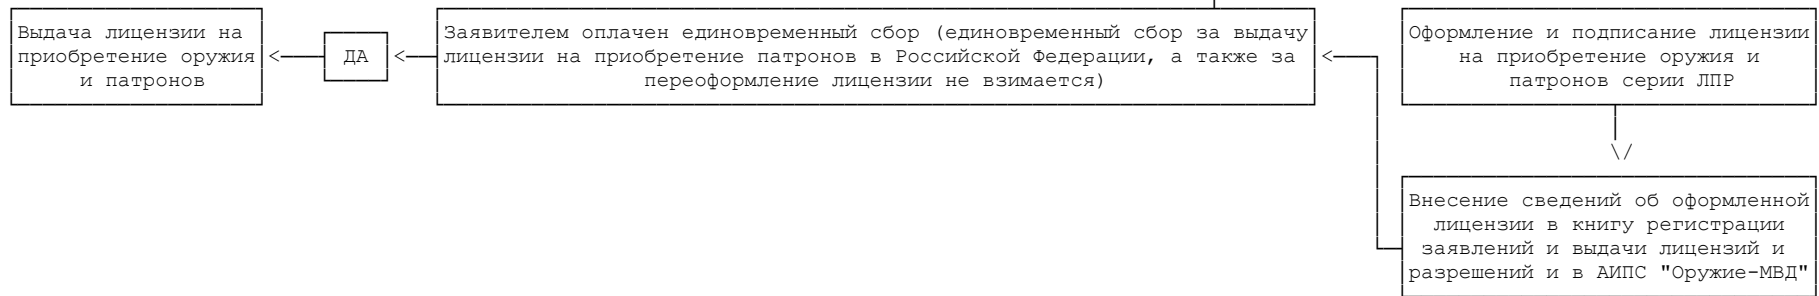 Выдача лицензии на
приобретение оружия
и патронов
ДА
Заявителем оплачен единовременный сбор (единовременный сбор за выдачу
лицензии на приобретение патронов в Российской Федерации, а также за
переоформление лицензии не взимается)
Оформление и подписание лицензии
на приобретение оружия и
патронов серии ЛПР
Внесение сведений об оформленной
лицензии в книгу регистрации
заявлений и выдачи лицензий и
разрешений и в АИПС "Оружие-МВД"